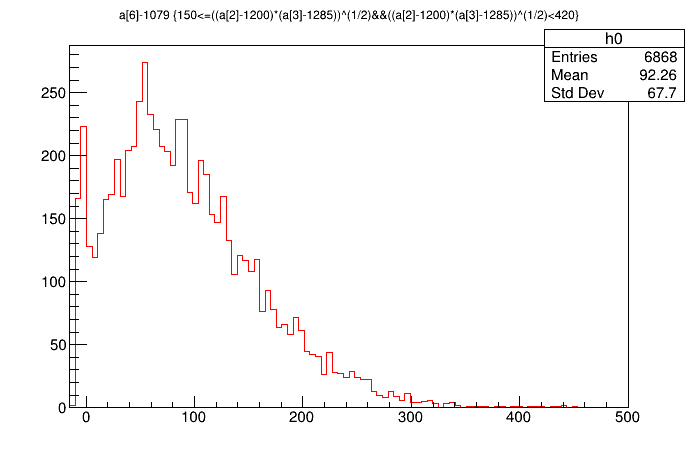 a[6]-1079 {150<=((a[2]-1200)*(a[3]-1285))^(1/2)&&((a[2]-1200)*(a[3]-1285))^(1/2)<420}
h0
Entries 6868
Mean 92.26
Std Dev 67.7
250
200
150
100
50
0
0 100 200 300 400 500